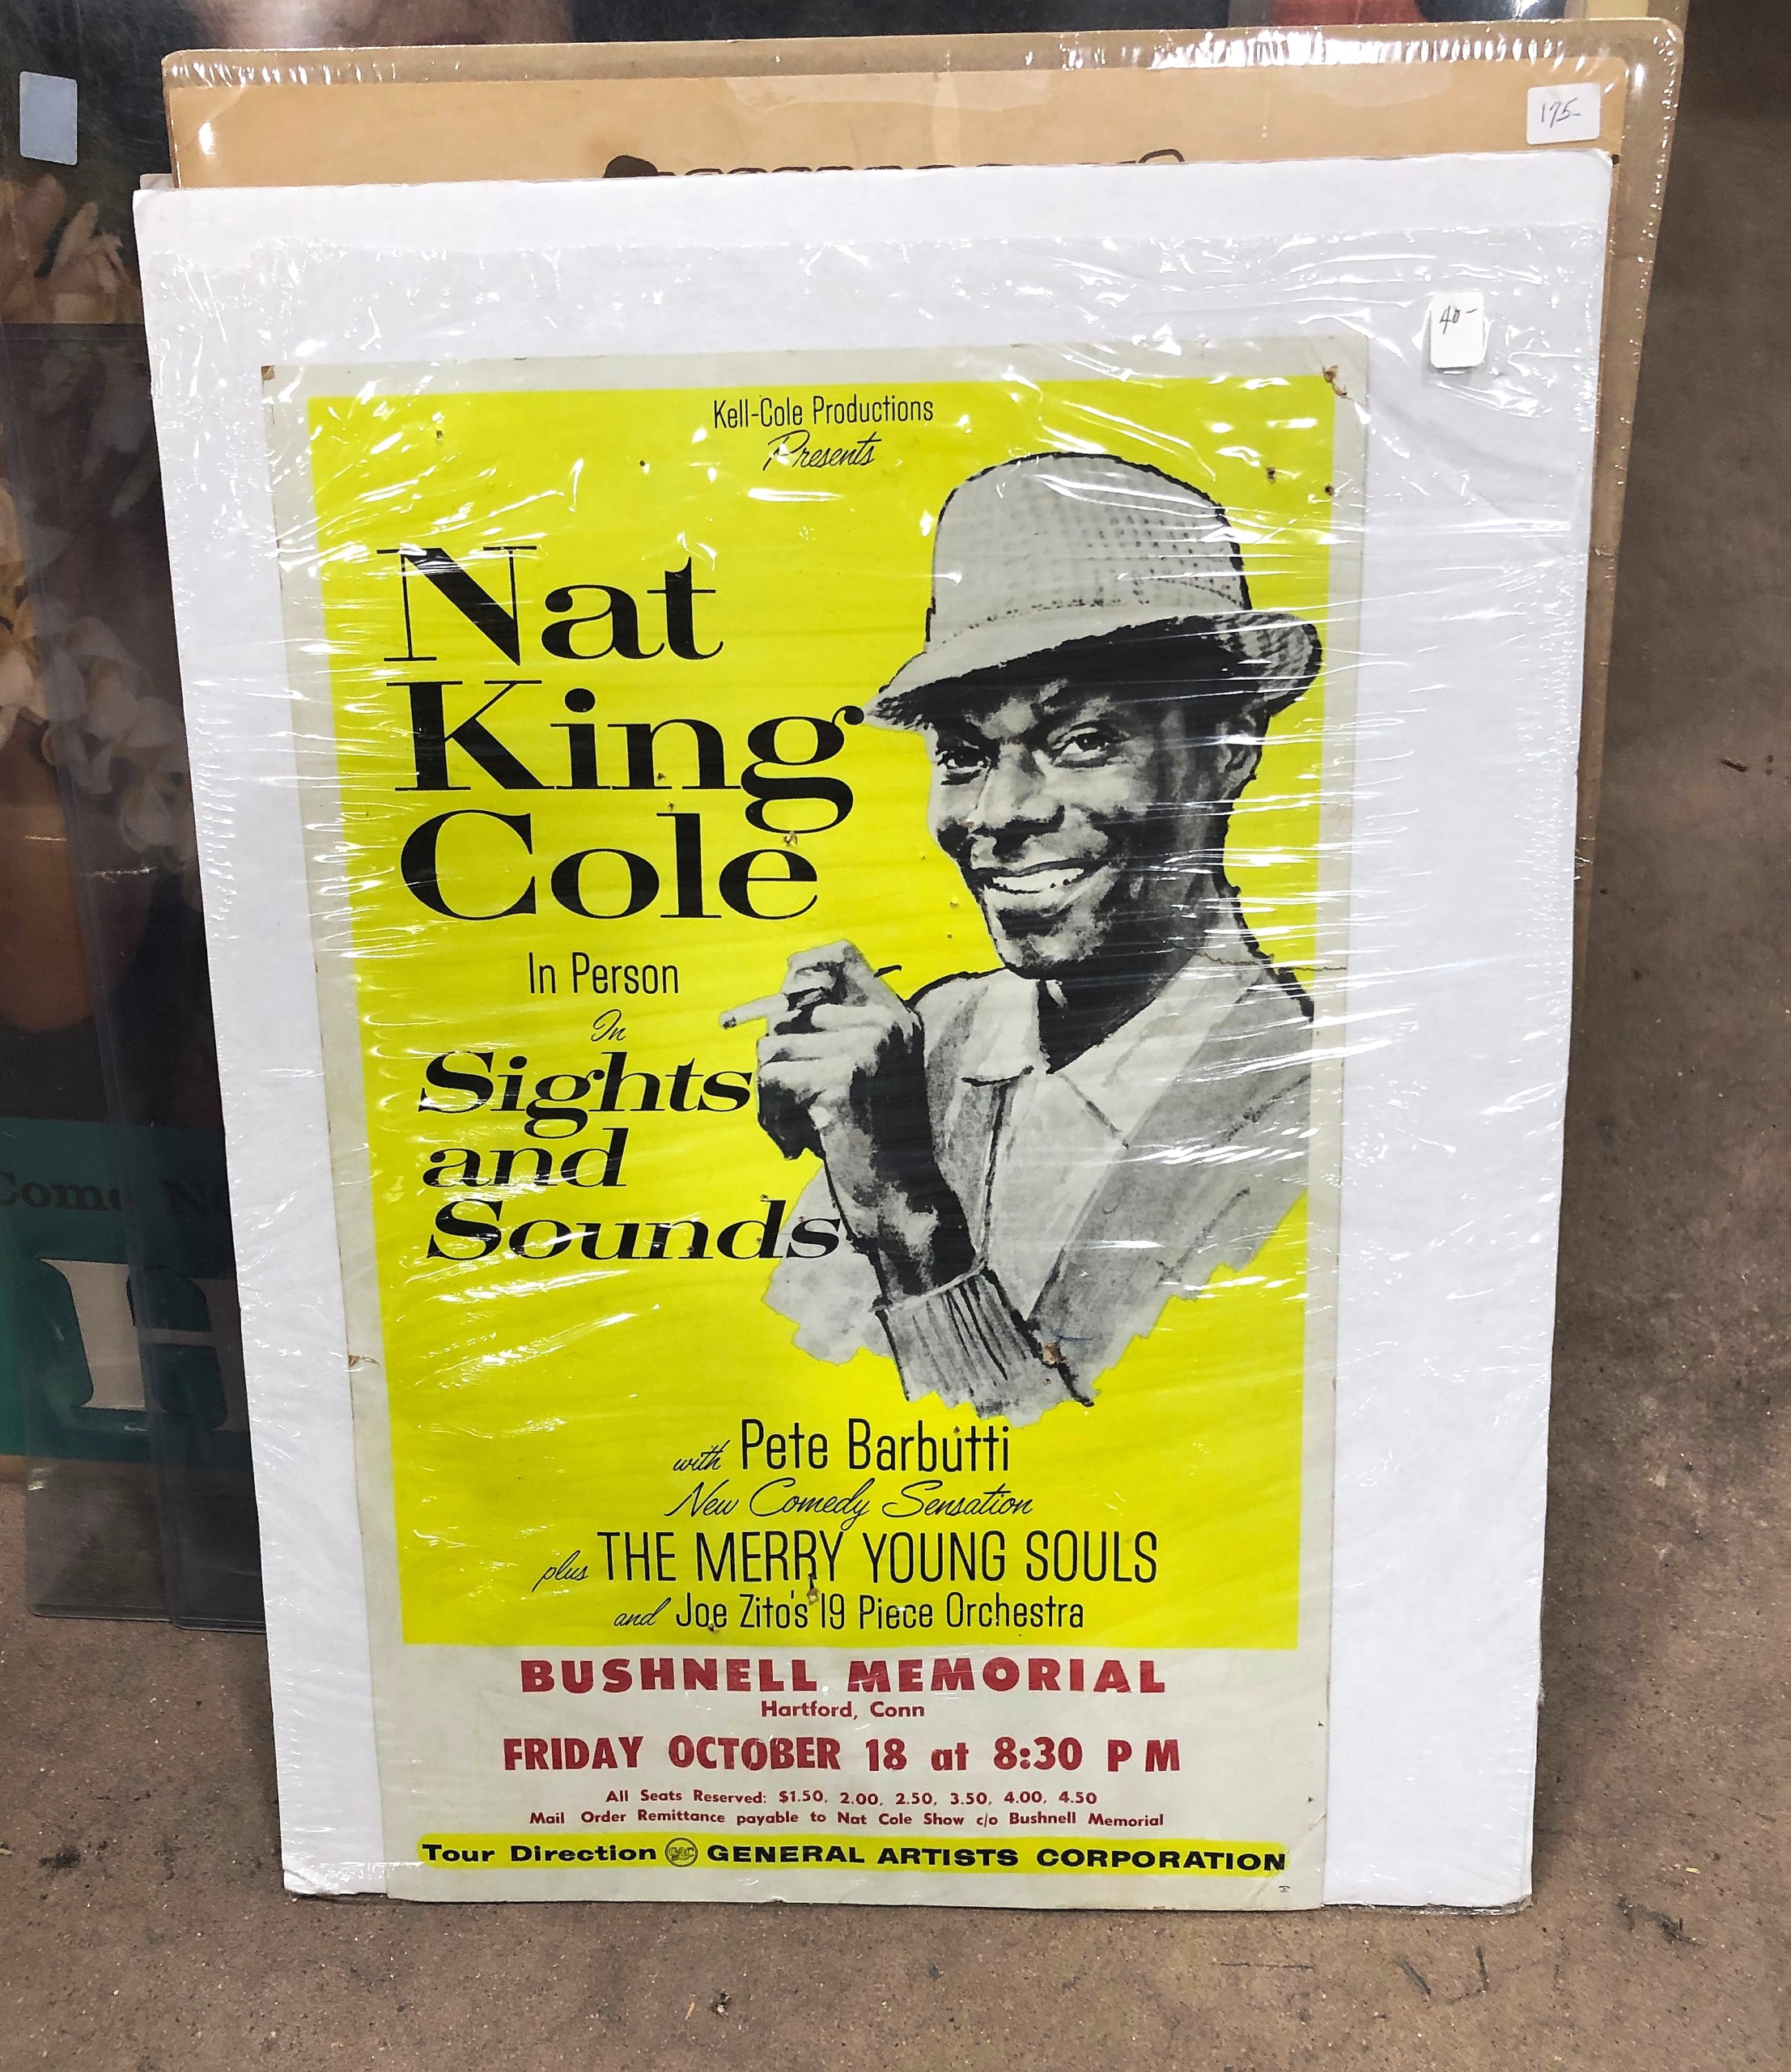 175-
40-
Kell-Cole Productions
Presents
Nat
King
Cole
In Person
In
Sights
and
Sounds
with Pete Barbutti
New Comedy Sensation
plus THE MERRY YOUNG SOULS
and Joe Zito's 19 Piece Orchestra
BUSHNELL MEMORIAL
Hartford, Conn
FRIDAY OCTOBER 18 at 8:30 P M
All Seats Reserved: $1.50, 2.00, 2.50, 3.50, 4.00, 4.50
Mail Order Remittance payable to Nat Cole Show c/o Bushnell Memorial
Tour Direction GAC GENERAL ARTISTS CORPORATION
Come
H